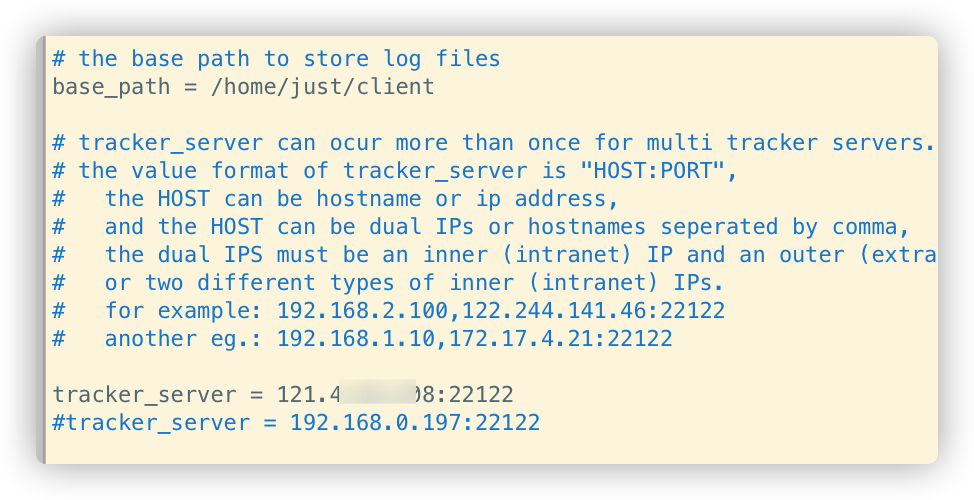 # the base path to store log files
base_path = /home/just/client
# tracker_server can ocur more than once for multi tracker servers.
# the value format of tracker_server is "HOST:PORT",
#   the HOST can be hostname or ip address,
#   and the HOST can be dual IPs or hostnames seperated by comma,
#   the dual IPS must be an inner (intranet) IP and an outer (extra
#   or two different types of inner (intranet) IPs.
#   for example: 192.168.2.100,122.244.141.46:22122
#   another eg.: 192.168.1.10,172.17.4.21:22122
tracker_server = 121.4 8:22122
#tracker_server = 192.168.0.197:22122